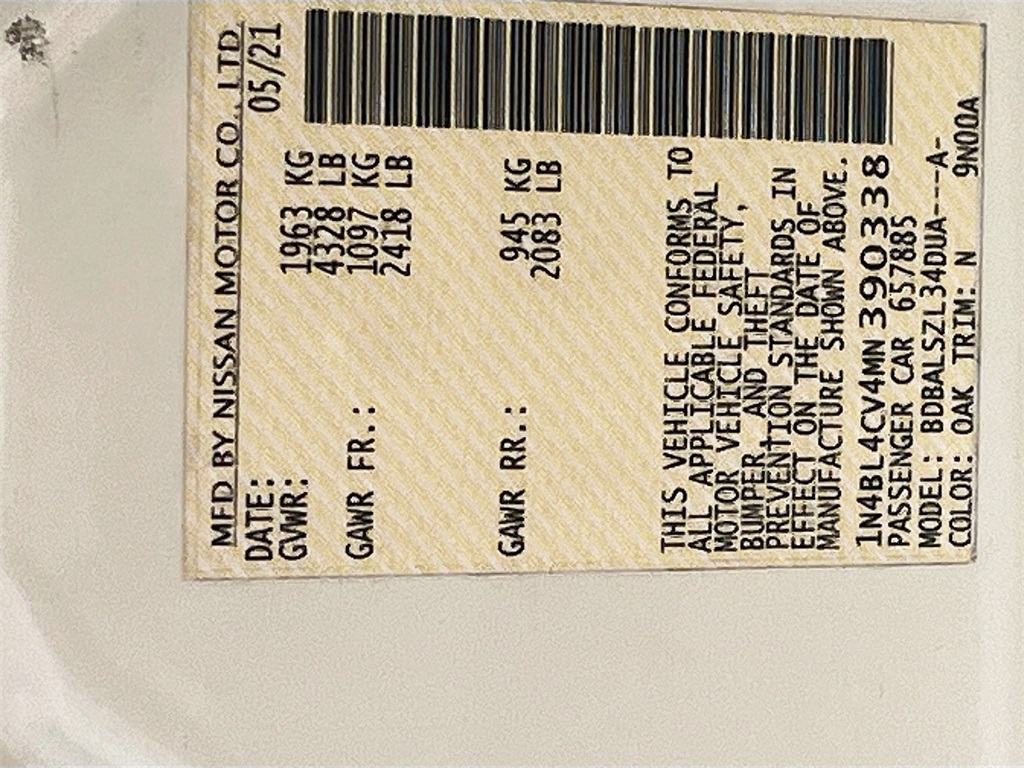 MFD BY NISSAN MOTOR CO., LTD
DATE: 05/21
GVWR: 1963 KG
4328 LB
GAWR FR.: 1097 KG
2418 LB
GAWR RR.: 945 KG
2083 LB
THIS VEHICLE CONFORMS TO
ALL APPLICABLE FEDERAL
MOTOR VEHICLE SAFETY,
BUMPER, AND THEFT
PREVENTION STANDARDS IN
EFFECT ON THE DATE OF
MANUFACTURE SHOWN ABOVE.
1N4BL4CV4MN390338
PASSENGER CAR 657885
MODEL: BDBALSZL34DUA----A-
COLOR: QAK TRIM: N 9N00A